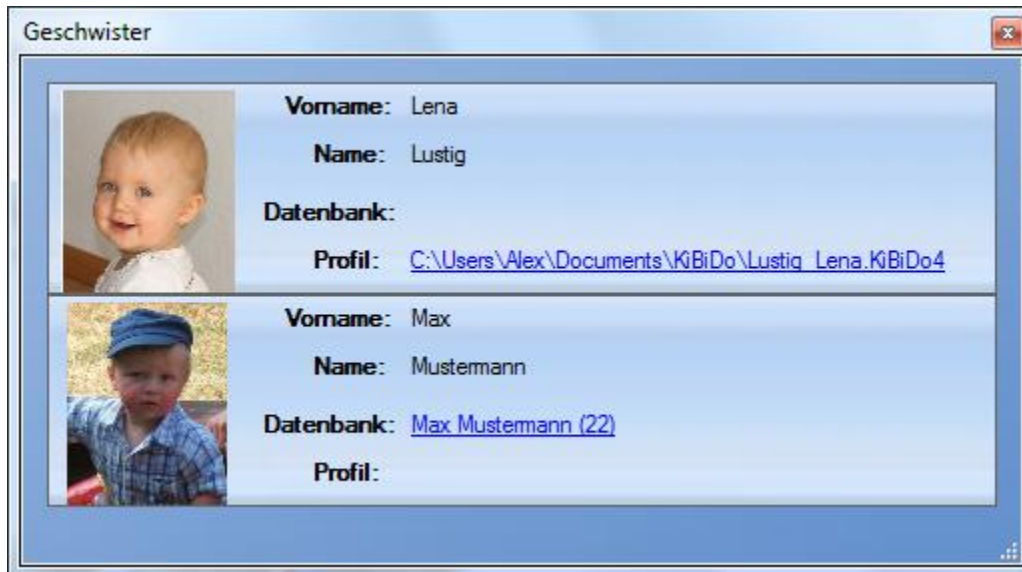 Geschwister
Vorname: Lena
Name: Lustig
Datenbank:
Profil: C:\Users\Alex\Documents\KiBiDo\Lustig_Lena.KiBiDo4
Vorname: Max
Name: Mustermann
Datenbank: Max Mustermann (22)
Profil: